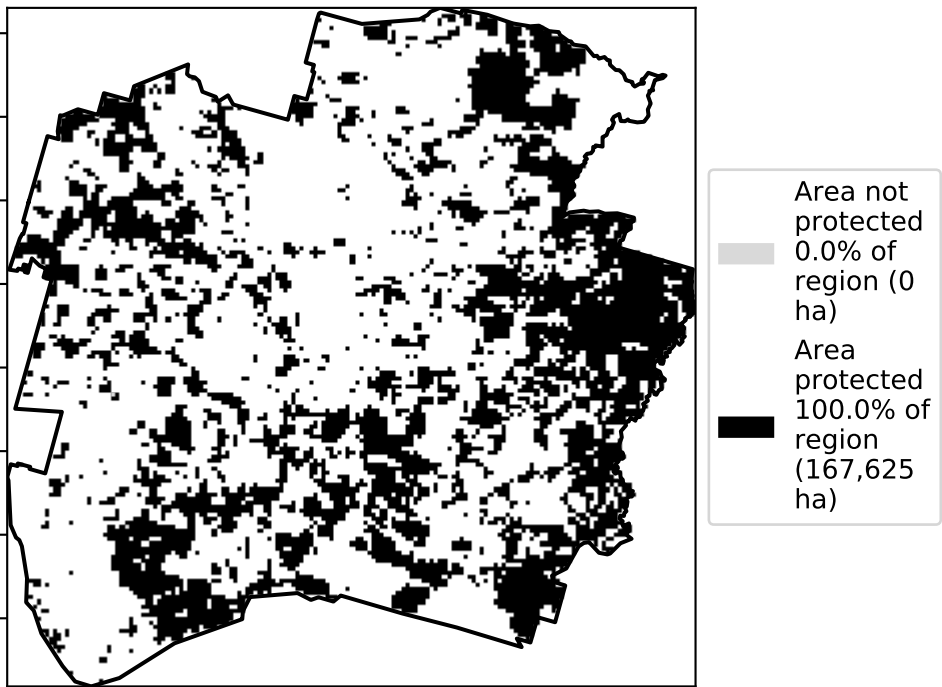 Area not
protected
0.0% of
region (0
ha)
Area
protected
100.0% of
region
(167,625
ha)